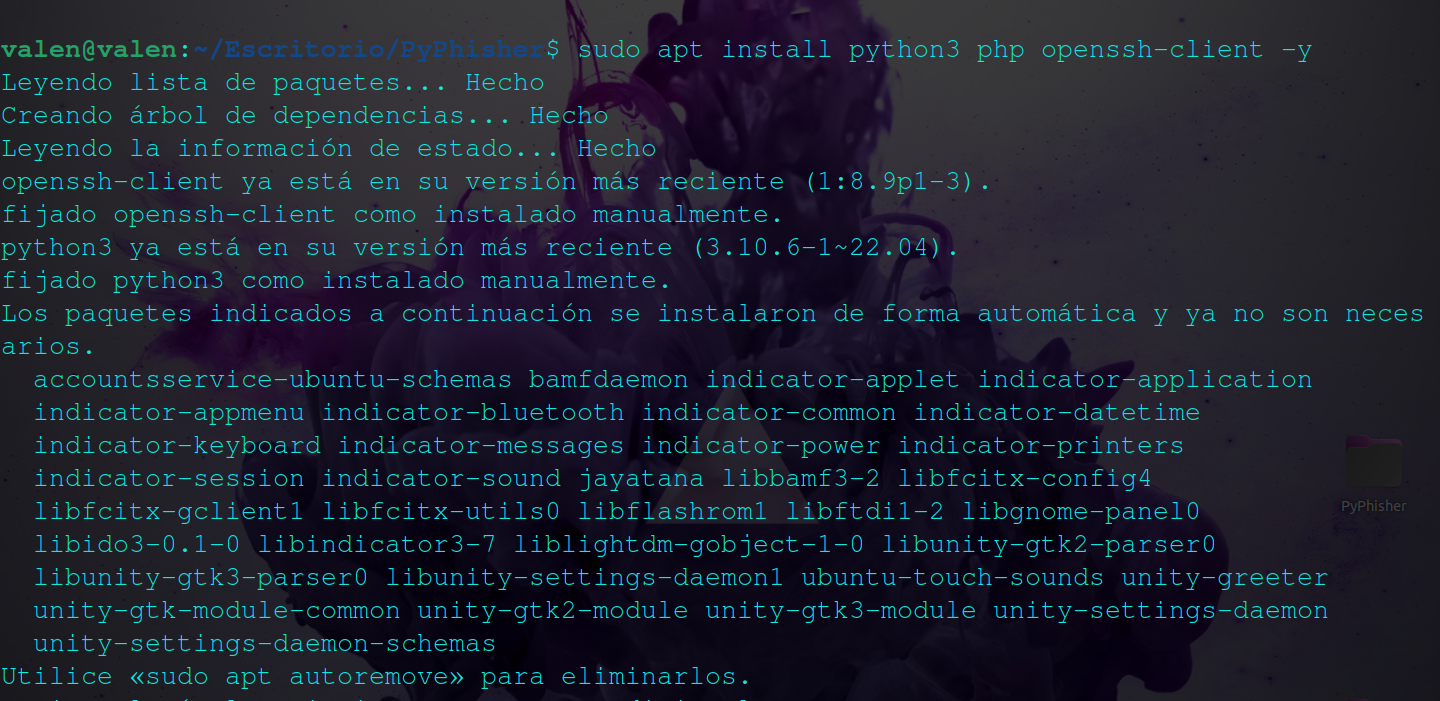 valen@valen:~/Escritorio/PyPhisher$ sudo apt install python3 php openssh-client -y
Leyendo lista de paquetes... Hecho
Creando árbol de dependencias... Hecho
Leyendo la información de estado... Hecho
openssh-client ya está en su versión más reciente (1:8.9p1-3).
fijado openssh-client como instalado manualmente.
python3 ya está en su versión más reciente (3.10.6-1~22.04).
fijado python3 como instalado manualmente.
Los paquetes indicados a continuación se instalaron de forma automática y ya no son neces
arios.
accountsservice-ubuntu-schemas bamfdaemon indicator-applet indicator-application
indicator-appmenu indicator-bluetooth indicator-common indicator-datetime
indicator-keyboard indicator-messages indicator-power indicator-printers
indicator-session indicator-sound jayatana libbamf3-2 libfcitx-config4
libfcitx-gclient1 libfcitx-utils0 libflashrom1 libftdi1-2 libgnome-panel0
libido3-0.1-0 libindicator3-7 liblightdm-gobject-1-0 libunity-gtk2-parser0
libunity-gtk3-parser0 libunity-settings-daemon1 ubuntu-touch-sounds unity-greeter
unity-gtk-module-common unity-gtk2-module unity-gtk3-module unity-settings-daemon
unity-settings-daemon-schemas
Utilice «sudo apt autoremove» para eliminarlos.
PyPhisher